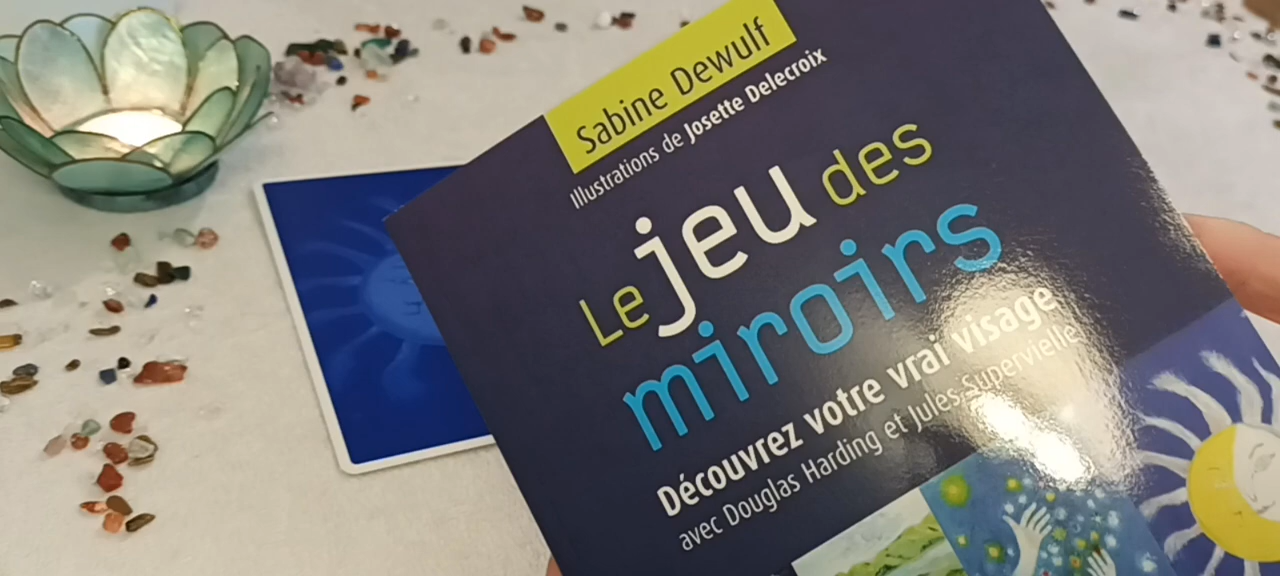 Sabine Dewulf
Illustrations de Josette Delecroix
Le jeu des
miroirs
Découvrez votre vrai visage
avec Douglas Harding et Jules Supervielle